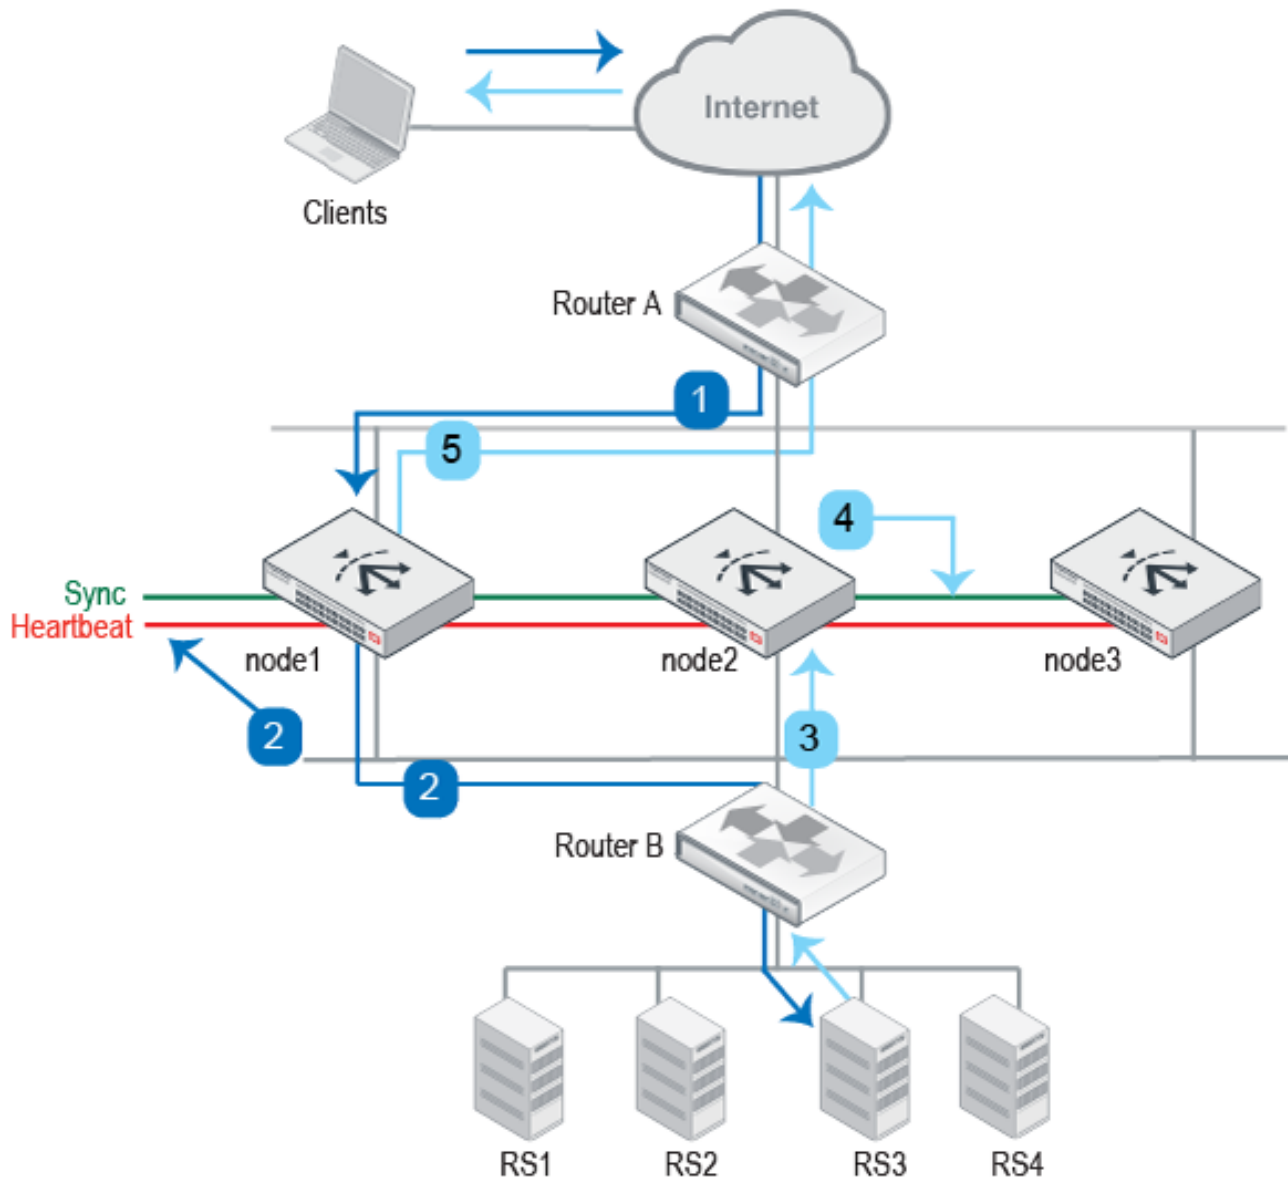 Internet
Clients
Router A
1
5
4
Sync
Heartbeat
node1
node2
node3
2
3
2
Router B
RS1
RS2
RS3
RS4